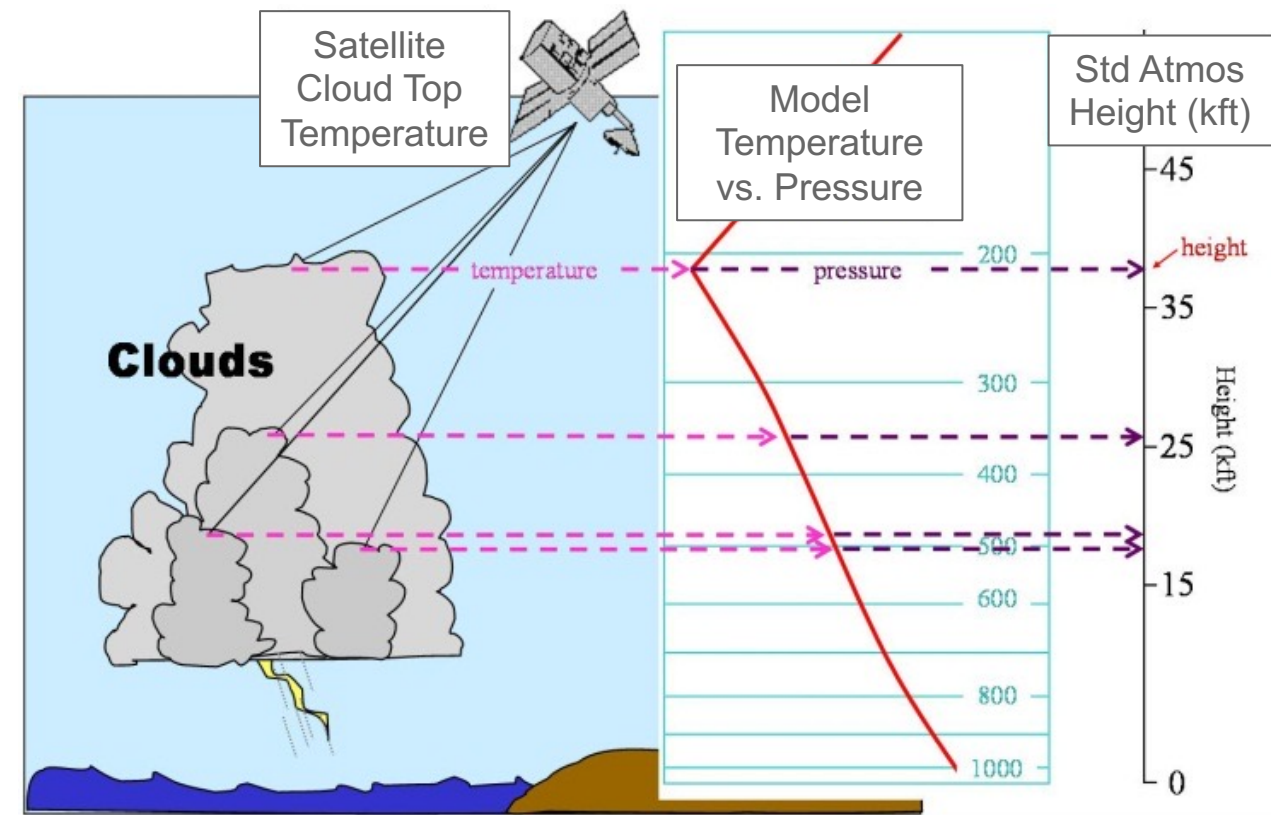 Satellite
Cloud Top
Temperature
Model
Temperature
vs. Pressure
Std Atmos
Height (kft)
45
200
height
temperature
pressure
35
Clouds
300
Height (kft)
25
400
500
15
600
800
1000
0